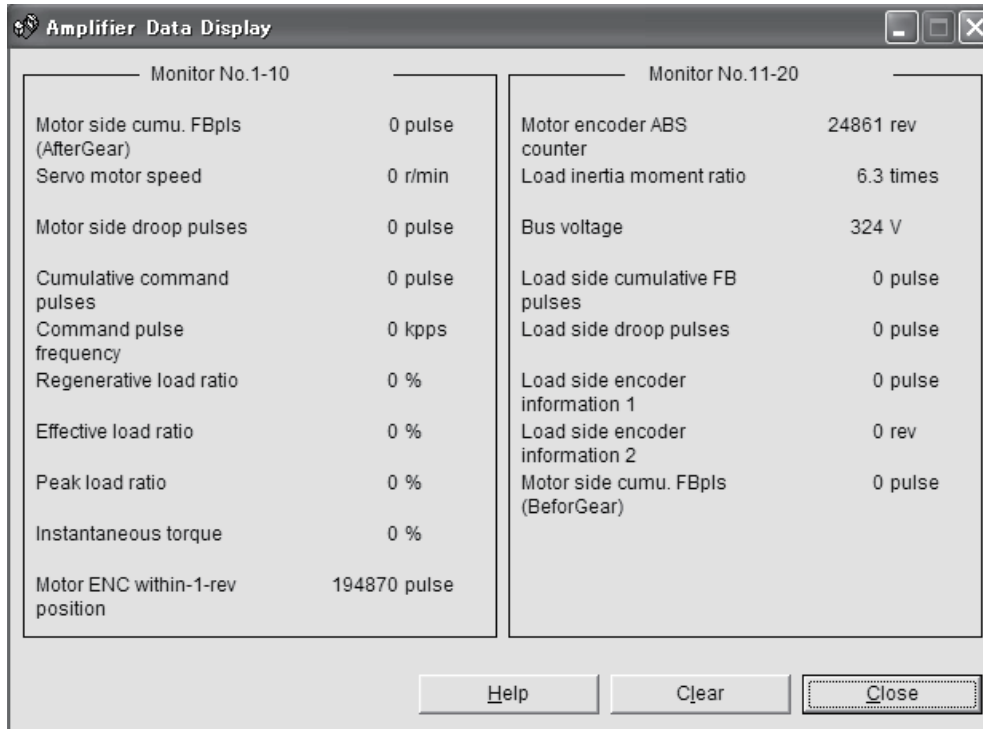 Amplifier Data Display
Monitor No.1-10
Motor side cumu. FBpls 0 pulse
(AfterGear)
Servo motor speed 0 r/min
Motor side droop pulses 0 pulse
Cumulative command 0 pulse
pulses
Command pulse 0 kpps
frequency
Regenerative load ratio 0 %
Effective load ratio 0 %
Peak load ratio 0 %
Instantaneous torque 0 %
Motor ENC within-1-rev 194870 pulse
position
Monitor No.11-20
Motor encoder ABS 24861 rev
counter
Load inertia moment ratio 6.3 times
Bus voltage 324 V
Load side cumulative FB 0 pulse
pulses
Load side droop pulses 0 pulse
Load side encoder 0 pulse
information 1
Load side encoder 0 rev
information 2
Motor side cumu. FBpls 0 pulse
(BeforGear)
Help Clear Close